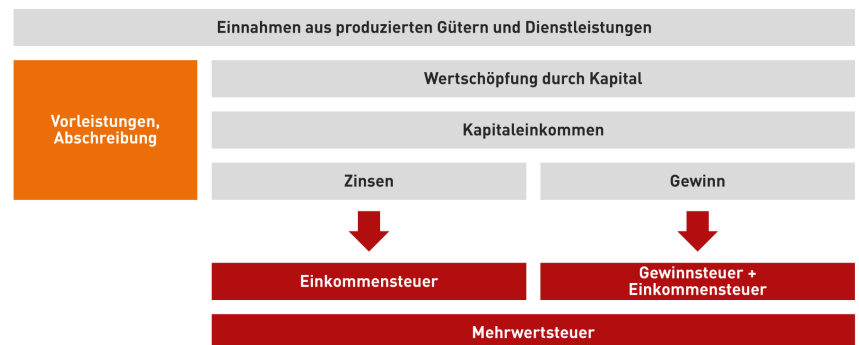 Einnahmen aus produzierten Gütern und Dienstleistungen
Wertschöpfung durch Kapital
Vorleistungen,
Abschreibung
Kapitaleinkommen
Zinsen
Gewinn
Einkommensteuer
Gewinnsteuer +
Einkommensteuer
Mehrwertsteuer